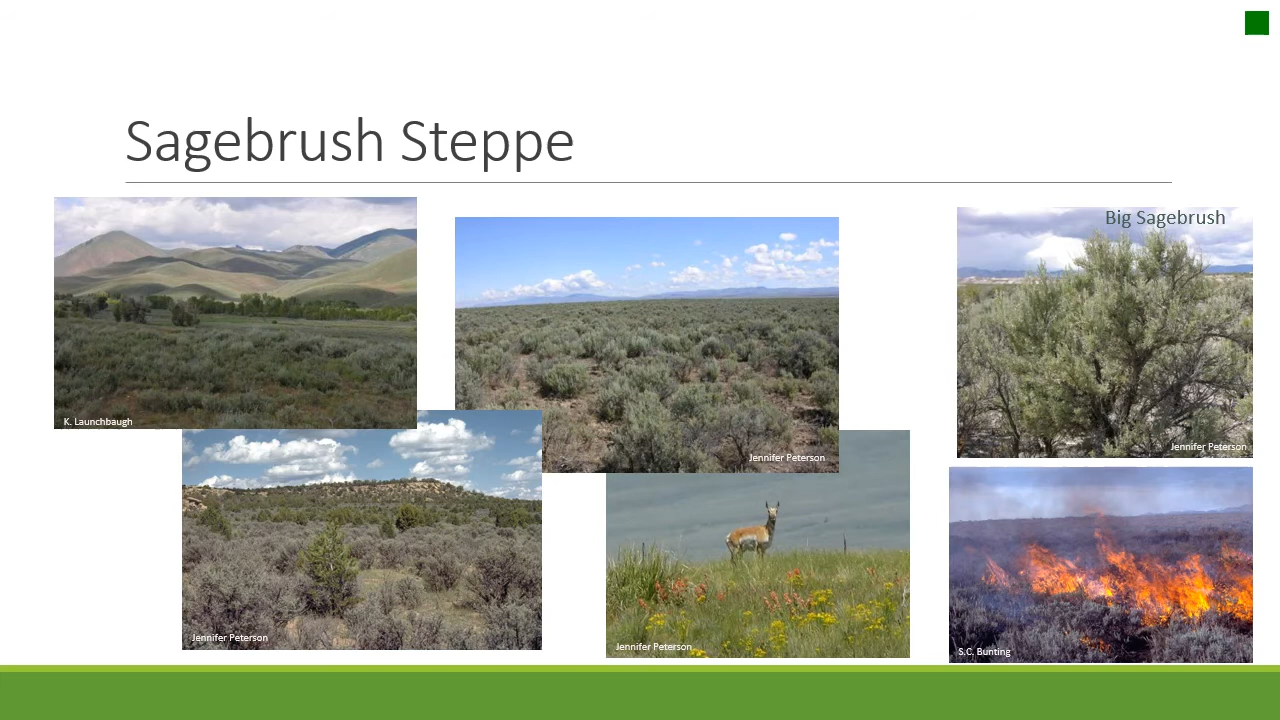 Sagebrush Steppe
Big Sagebrush
K. Launchbaugh
Jennifer Peterson
Jennifer Peterson
Jennifer Peterson
Jennifer Peterson
S.C. Bunting